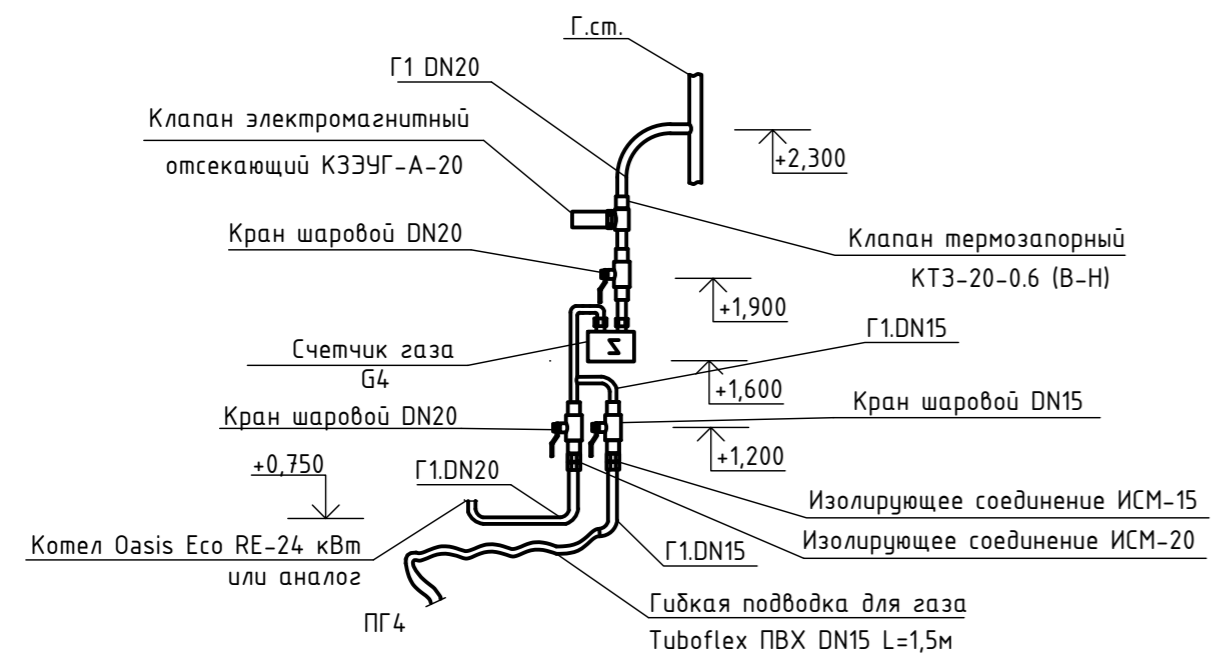 Г.ст.
Г1 DN20
Клапан электромагнитный
отсекающий КЗЭУГ-А-20
+2,300
Кран шаровой DN20
Клапан термозапорный
КТЗ-20-0.6 (В-Н)
+1,900
Г1.DN15
Счетчик газа
G4
+1,600
Кран шаровой DN15
Кран шаровой DN20
+1,200
+0,750
Г1.DN20
Изолирующее соединение ИСМ-15
Котел Oasis Eco RE-24 кВт
или аналог
Изолирующее соединение ИСМ-20
Г1.DN15
Гибкая подводка для газа
Tuboflex ПВХ DN15 L=1,5м
ПГ4